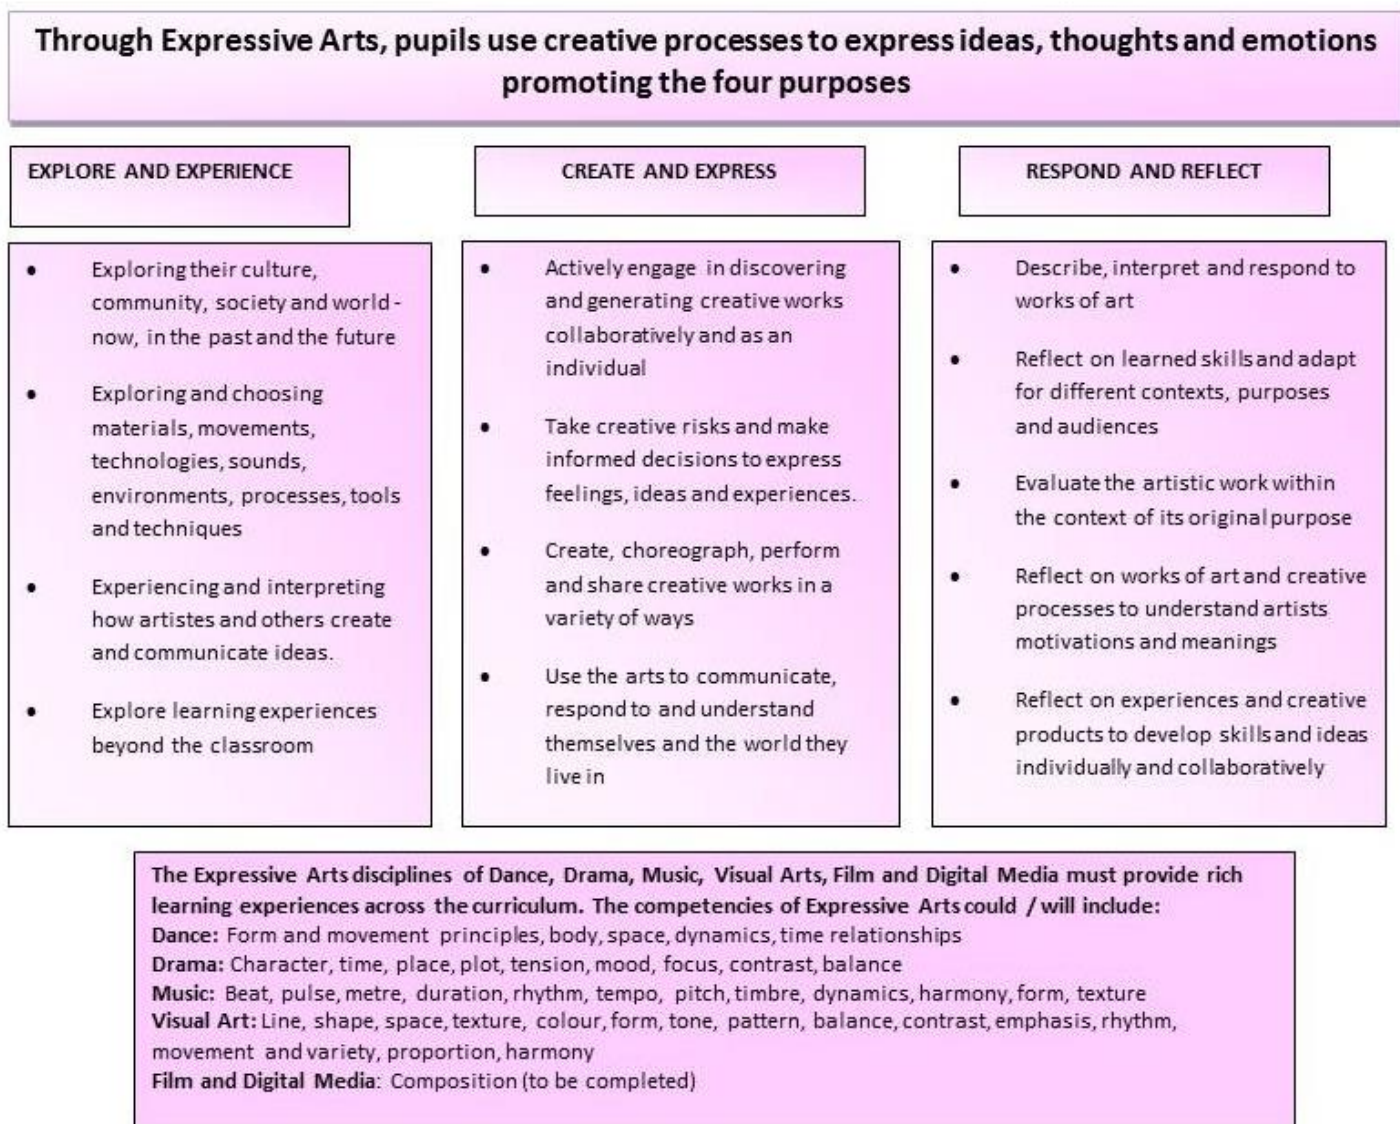 Through Expressive Arts, pupils use creative processes to express ideas, thoughts and emotions
promoting the four purposes
EXPLORE AND EXPERIENCE
• Exploring their culture,
community, society and world -
now, in the past and the future
• Exploring and choosing
materials, movements,
technologies, sounds,
environments, processes, tools
and techniques
• Experiencing and interpreting
how artistes and others create
and communicate ideas.
• Explore learning experiences
beyond the classroom
CREATE AND EXPRESS
• Actively engage in discovering
and generating creative works
collaboratively and as an
individual
• Take creative risks and make
informed decisions to express
feelings, ideas and experiences.
• Create, choreograph, perform
and share creative works in a
variety of ways
• Use the arts to communicate,
respond to and understand
themselves and the world they
live in
RESPOND AND REFLECT
• Describe, interpret and respond to
works of art
• Reflect on learned skills and adapt
for different contexts, purposes
and audiences
• Evaluate the artistic work within
the context of its original purpose
• Reflect on works of art and creative
processes to understand artists
motivations and meanings
• Reflect on experiences and creative
products to develop skills and ideas
individually and collaboratively
The Expressive Arts disciplines of Dance, Drama, Music, Visual Arts, Film and Digital Media must provide rich
learning experiences across the curriculum. The competencies of Expressive Arts could / will include:
Dance: Form and movement principles, body, space, dynamics, time relationships
Drama: Character, time, place, plot, tension, mood, focus, contrast, balance
Music: Beat, pulse, metre, duration, rhythm, tempo, pitch, timbre, dynamics, harmony, form, texture
Visual Art: Line, shape, space, texture, colour, form, tone, pattern, balance, contrast, emphasis, rhythm,
movement and variety, proportion, harmony
Film and Digital Media: Composition (to be completed)